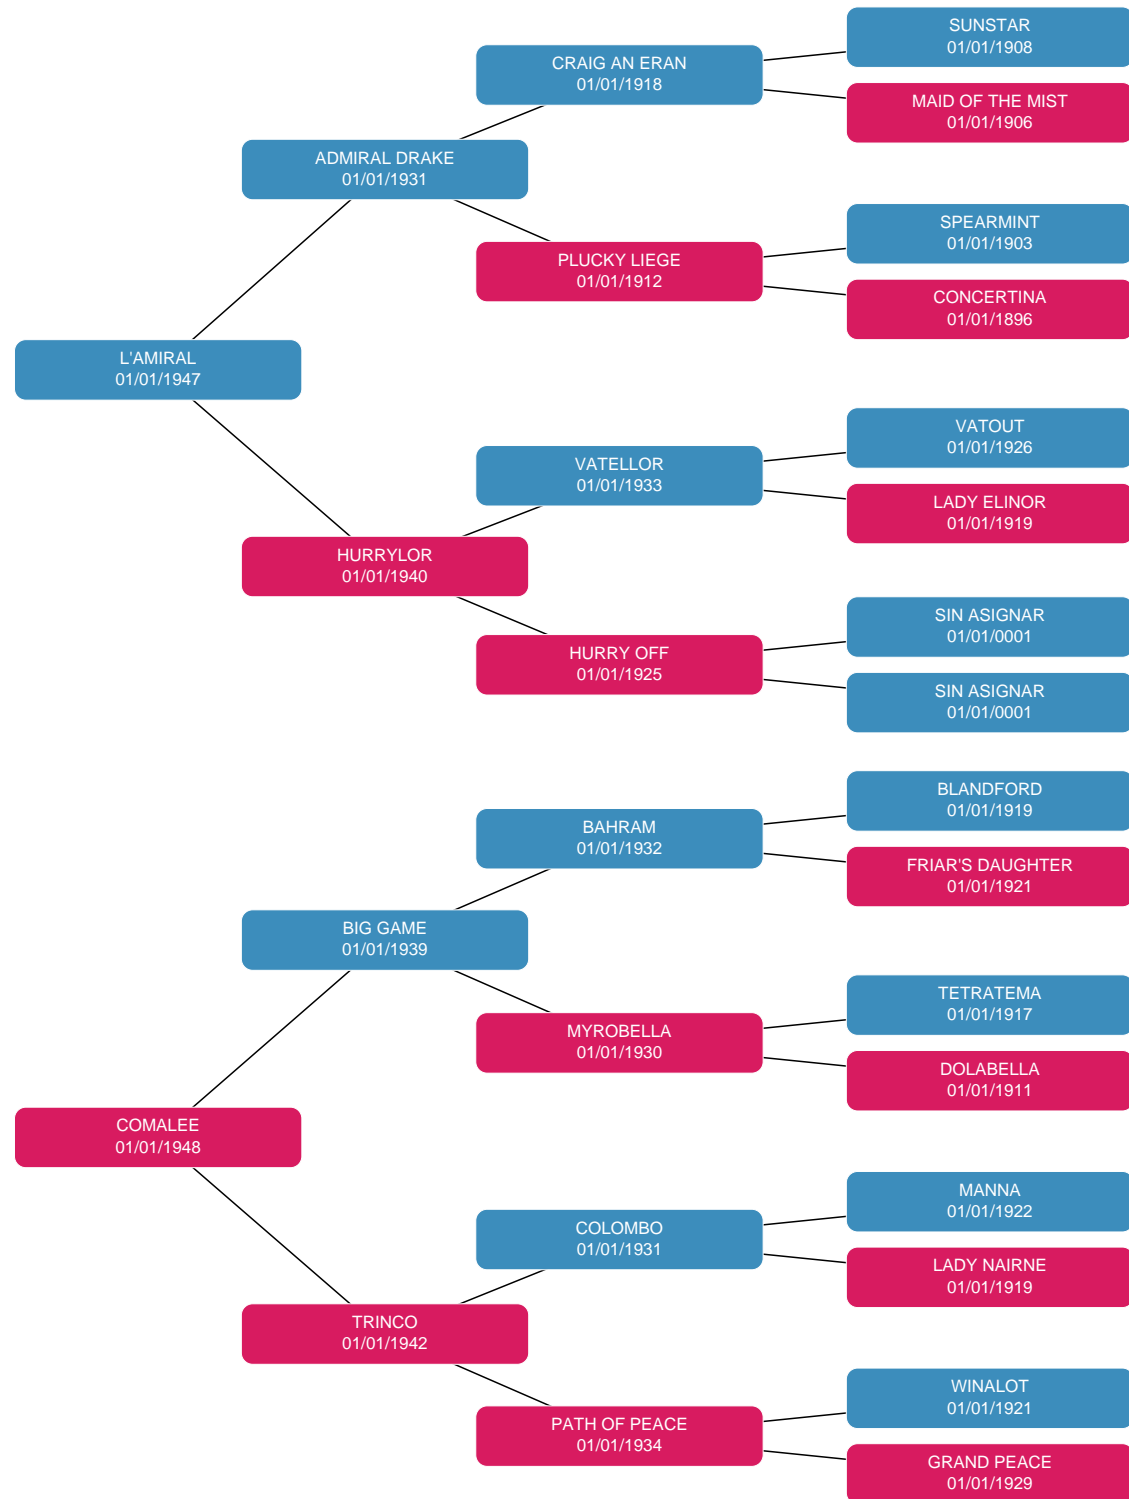 SUNSTAR
01/01/1908
CRAIG AN ERAN
01/01/1918
MAID OF THE MIST
01/01/1906
ADMIRAL DRAKE
01/01/1931
SPEARMINT
01/01/1903
PLUCKY LIEGE
01/01/1912
CONCERTINA
01/01/1896
L'AMIRAL
01/01/1947
VATOUT
01/01/1926
VATELLOR
01/01/1933
LADY ELINOR
01/01/1919
HURRYLOR
01/01/1940
SIN ASIGNAR
01/01/0001
HURRY OFF
01/01/1925
SIN ASIGNAR
01/01/0001
BLANDFORD
01/01/1919
BAHRAM
01/01/1932
FRIAR'S DAUGHTER
01/01/1921
BIG GAME
01/01/1939
TETRATEMA
01/01/1917
MYROBELLA
01/01/1930
DOLABELLA
01/01/1911
COMALEE
01/01/1948
MANNA
01/01/1922
COLOMBO
01/01/1931
LADY NAIRNE
01/01/1919
TRINCO
01/01/1942
WINALOT
01/01/1921
PATH OF PEACE
01/01/1934
GRAND PEACE
01/01/1929